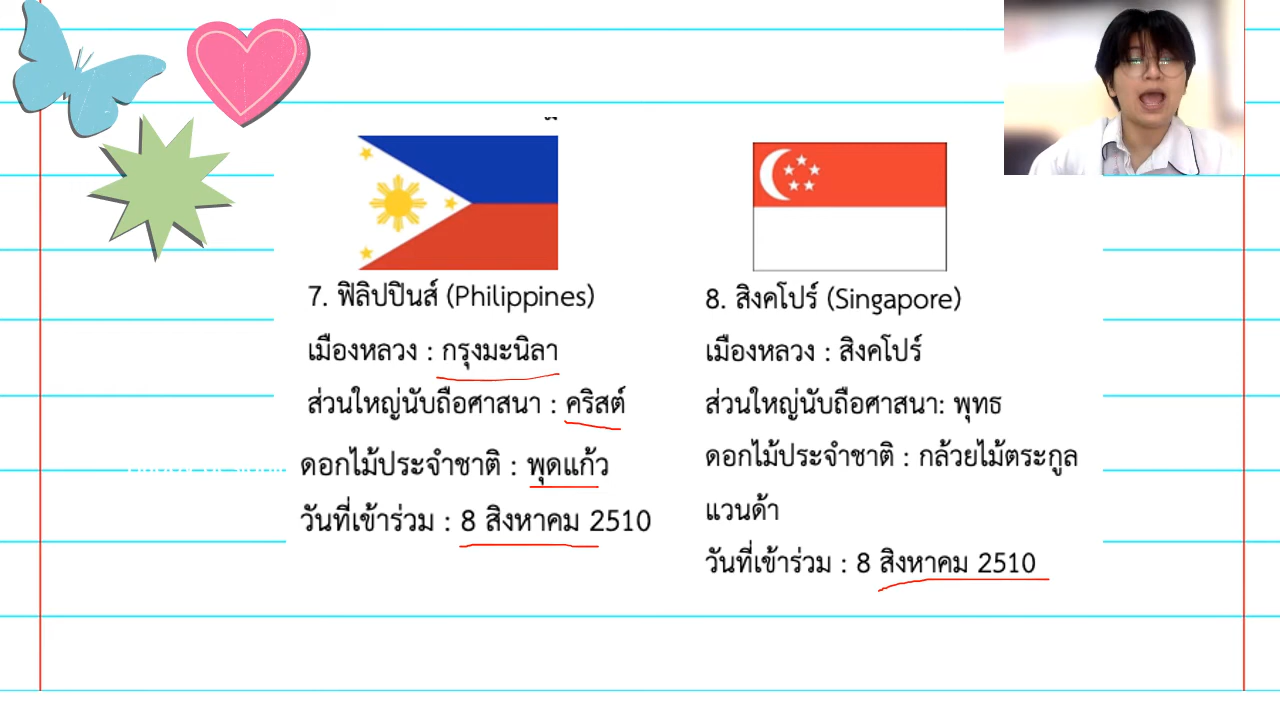 7. ฟิลิปปินส์ (Philippines)
เมืองหลวง : กรุงมะนิลา
ส่วนใหญ่นับถือศาสนา : คริสต์
ดอกไม้ประจำชาติ : พุดแก้ว
วันที่เข้าร่วม : 8 สิงหาคม 2510
8. สิงคโปร์ (Singapore)
เมืองหลวง : สิงคโปร์
ส่วนใหญ่นับถือศาสนา: พุทธ
ดอกไม้ประจำชาติ : กล้วยไม้ตระกูล
แวนด้า
วันที่เข้าร่วม : 8 สิงหาคม 2510